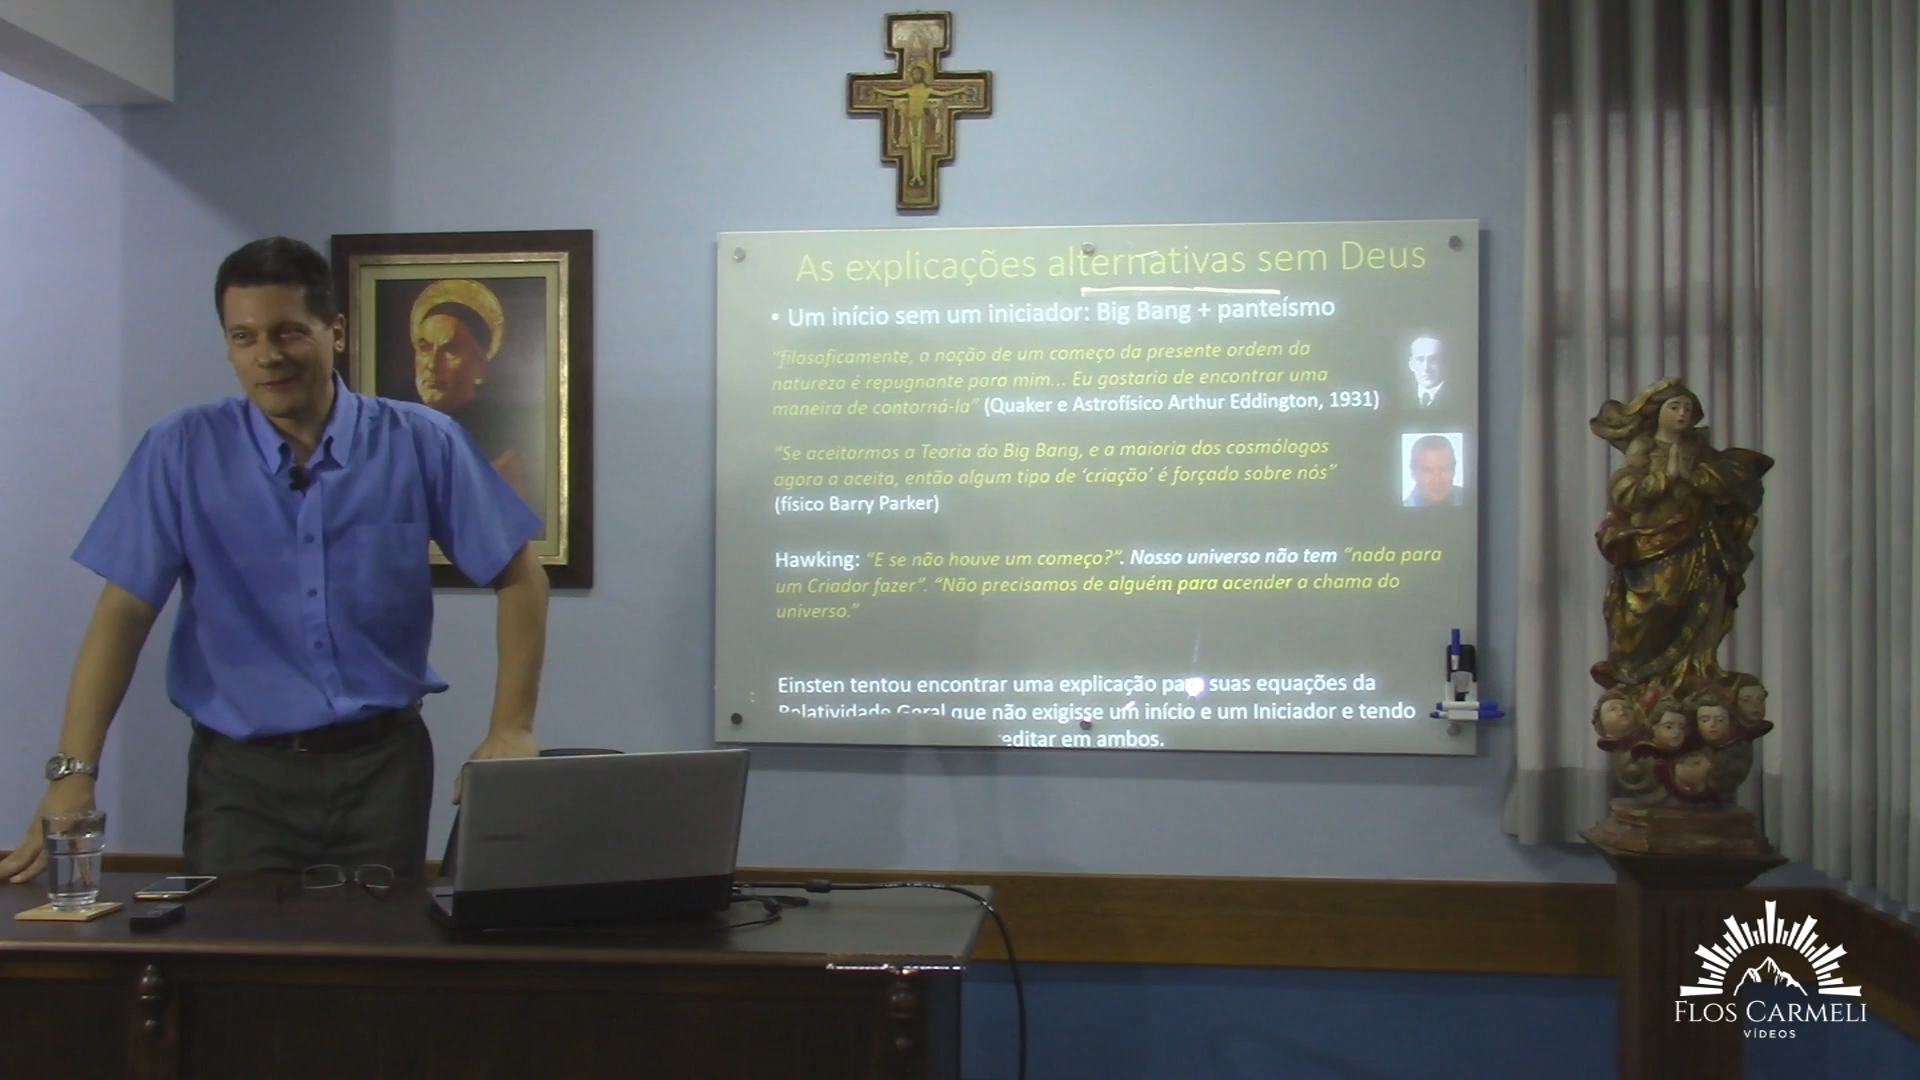 As explicações alternativas sem Deus
• Um início sem um iniciador: Big Bang + panteísmo
“filosoficamente, a noção de um começo da presente ordem da
natureza é repugnante para mim... Eu gostaria de encontrar uma
maneira de contorná-la” (Quaker e Astrofísico Arthur Eddington, 1931)
“Se aceitarmos a Teoria do Big Bang, e a maioria dos cosmólogos
agora a aceita, então algum tipo de ‘criação’ é forçado sobre nós”
(físico Barry Parker)
Hawking: “E se não houve um começo?”. Nosso universo não tem “nada para
um Criador fazer”. “Não precisamos de alguém para acender a chama do
universo.”
Einsten tentou encontrar uma explicação para suas equações da
Relatividade Geral que não exigisse um início e um Iniciador e tendo
editar em ambos.
FLOS CARMELI
VÍDEOS